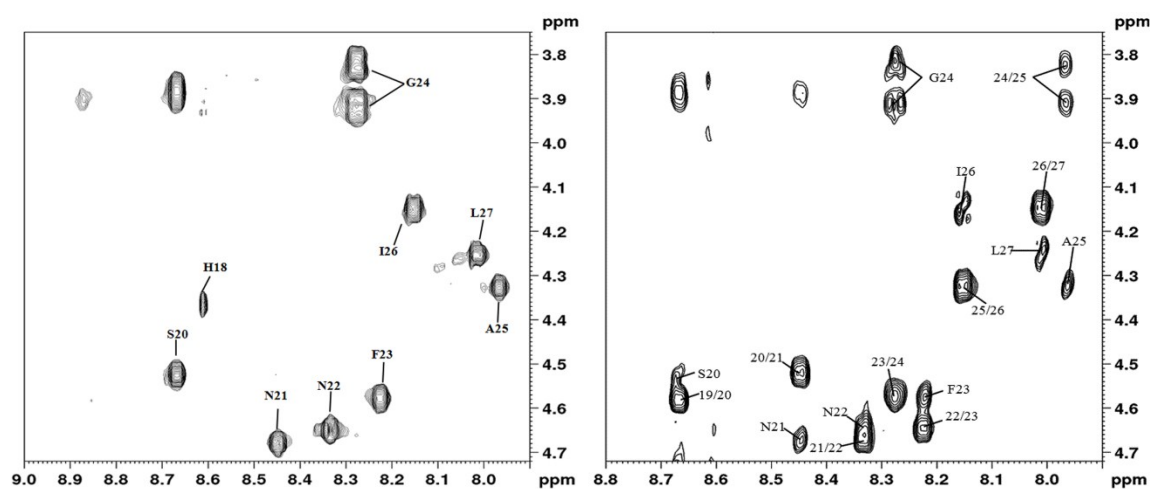 ppm
3.8
3.9
4.0
4.1
4.2
4.3
4.4
4.5
4.6
4.7
G24
I26
L27
H18
A25
S20
F23
N21
N22
9.0 8.9 8.8 8.7 8.6 8.5 8.4 8.3 8.2 8.1 8.0 ppm
ppm
3.8
3.9
4.0
4.1
4.2
4.3
4.4
4.5
4.6
4.7
G24
24/25
I26
26/27
L27
A25
25/26
20/21
23/24
S20
19/20
F23
N22
22/23
N21
21/22
8.8 8.7 8.6 8.5 8.4 8.3 8.2 8.1 8.0 ppm